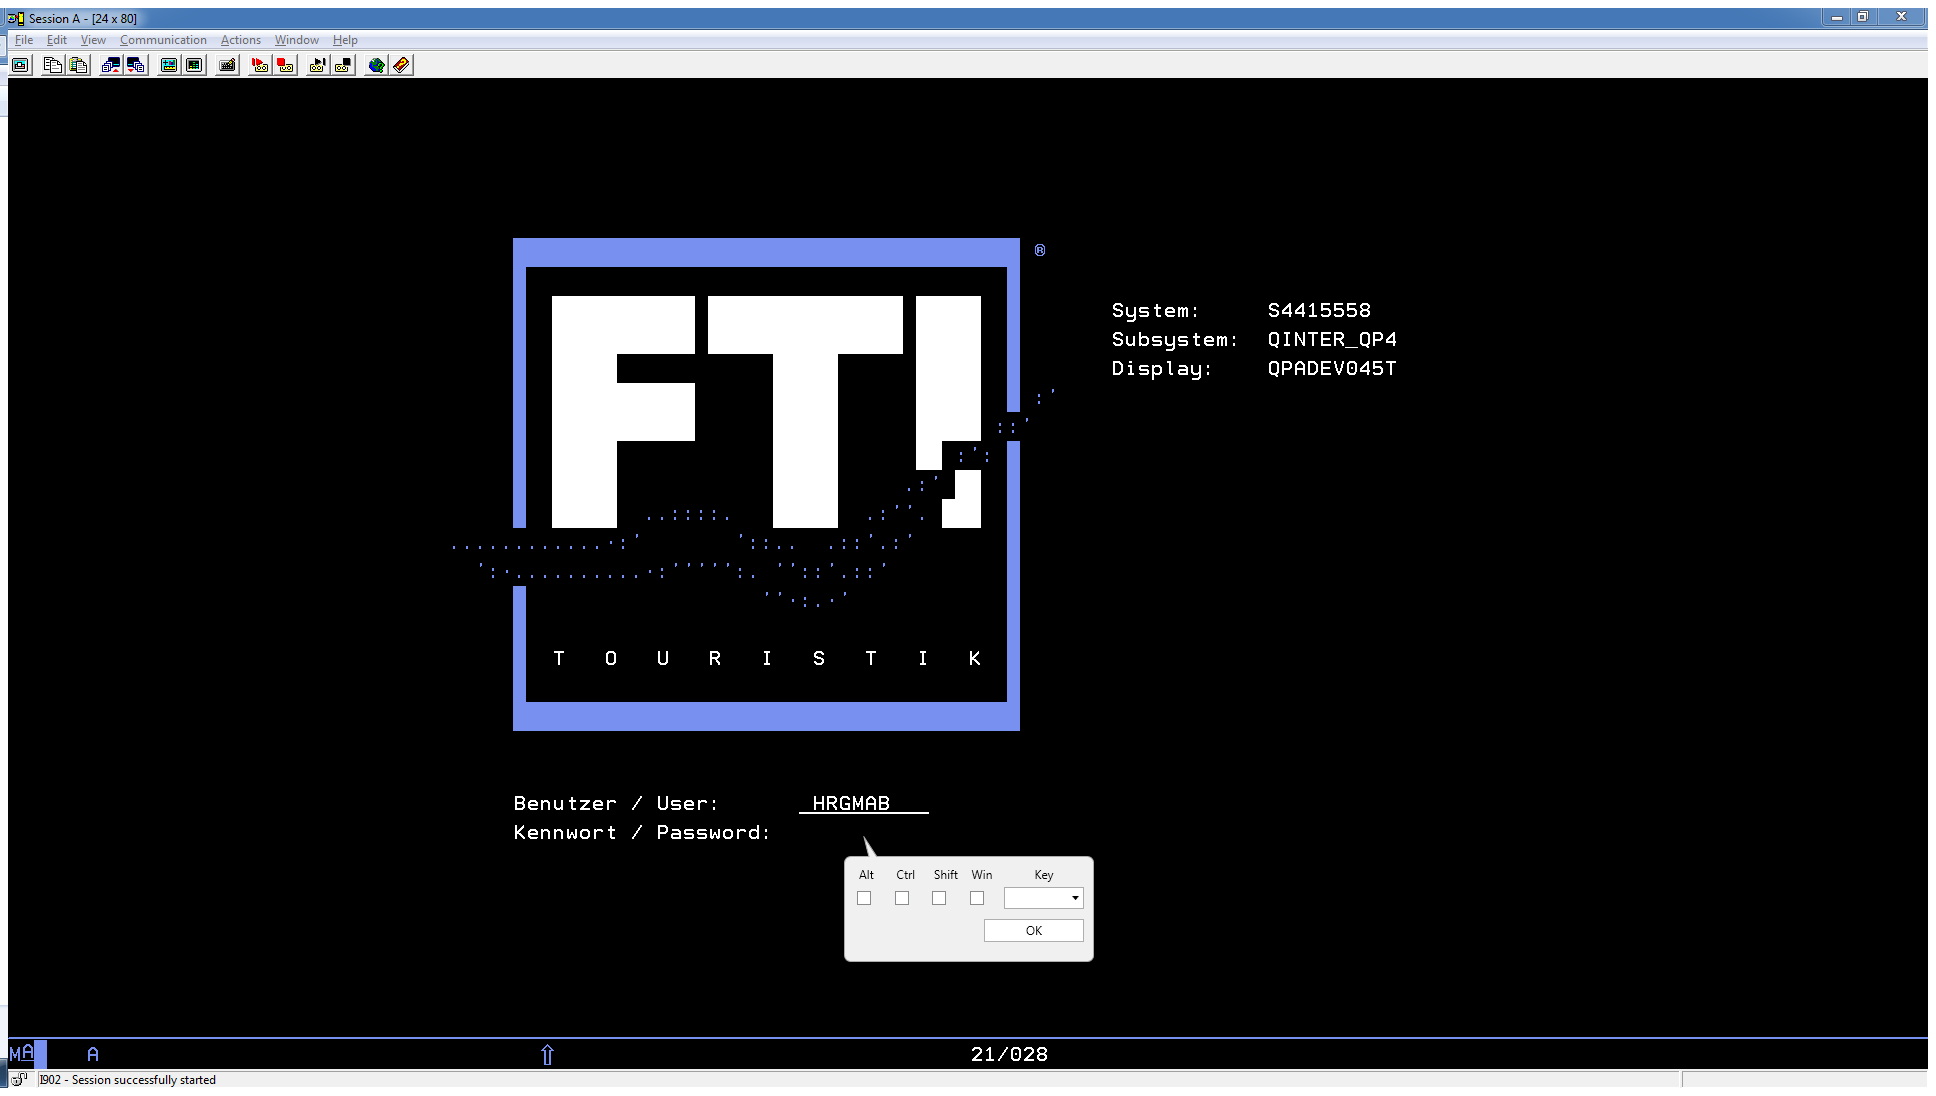 Session A - [24 x 80]
File Edit View Communication Actions Window Help
FTI
®
System: S4415558
Subsystem: QINTER_QP4
Display: QPADEV045T
T O U R I S T I K
Benutzer / User: HRGMAB
Kennwort / Password:
Alt Ctrl Shift Win Key
OK
MA A 21/028
I902 - Session successfully started